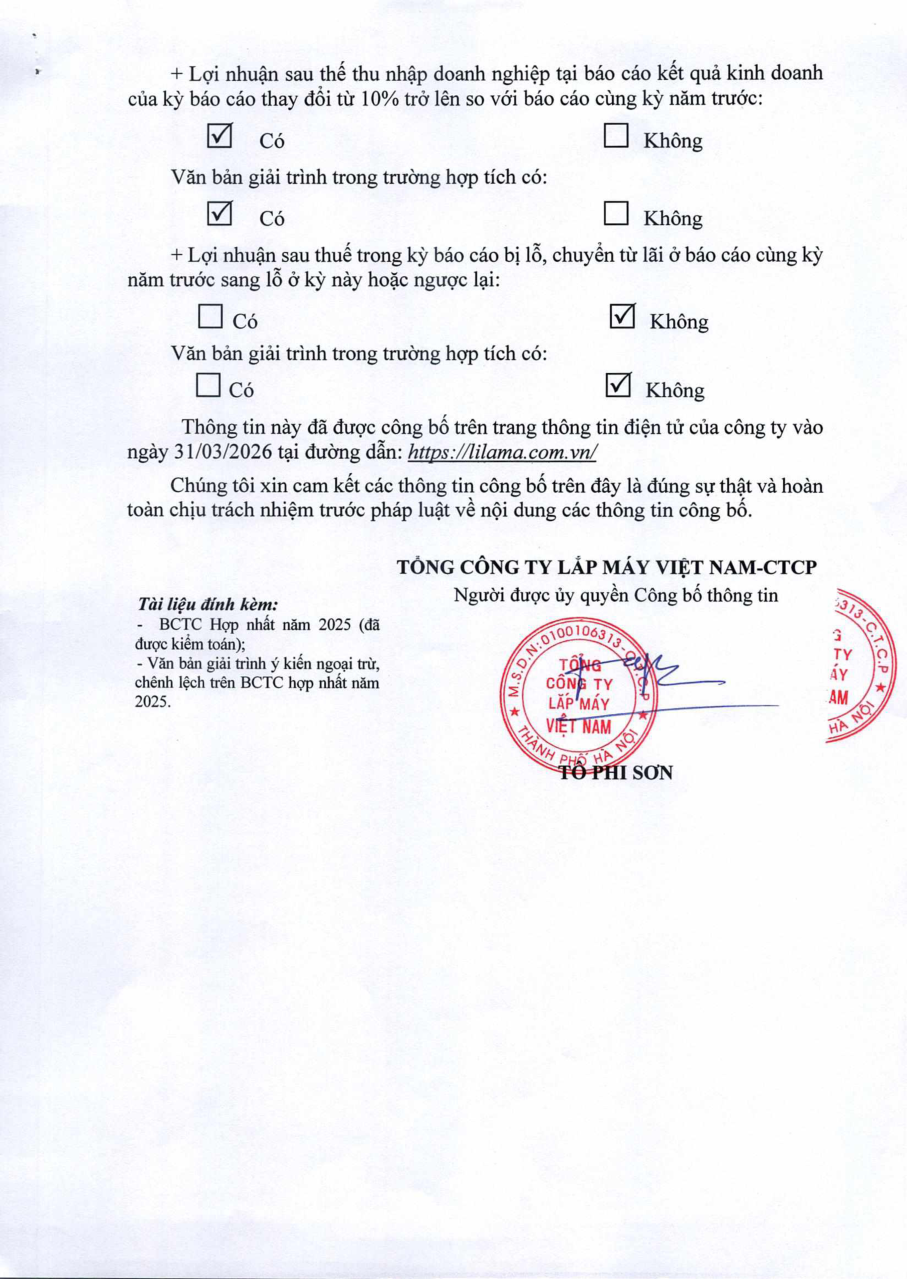 + Lợi nhuận sau thế thu nhập doanh nghiệp tại báo cáo kết quả kinh doanh
của kỳ báo cáo thay đổi từ 10% trở lên so với báo cáo cùng kỳ năm trước:
☑ Có ☐ Không
Văn bản giải trình trong trường hợp tích có:
☑ Có ☐ Không
+ Lợi nhuận sau thuế trong kỳ báo cáo bị lỗ, chuyển từ lãi ở báo cáo cùng kỳ
năm trước sang lỗ ở kỳ này hoặc ngược lại:
☐ Có ☑ Không
Văn bản giải trình trong trường hợp tích có:
☐ Có ☑ Không
Thông tin này đã được công bố trên trang thông tin điện tử của công ty vào
ngày 31/03/2026 tại đường dẫn: https://lilama.com.vn/
Chúng tôi xin cam kết các thông tin công bố trên đây là đúng sự thật và hoàn
toàn chịu trách nhiệm trước pháp luật về nội dung các thông tin công bố.
TỔNG CÔNG TY LẮP MÁY VIỆT NAM-CTCP
Người được ủy quyền Công bố thông tin
Tài liệu đính kèm:
- BCTC Hợp nhất năm 2025 (đã
được kiểm toán);
- Văn bản giải trình ý kiến ngoại trừ,
chênh lệch trên BCTC hợp nhất năm
2025.
M.S.D.N:0100106313-C.T.C.P
TỔNG
CÔNG TY
LẮP MÁY
VIỆT NAM
THÀNH PHỐ HÀ NỘI
TÔ PHI SƠN
6313-C.T.C.P
G
TY
ÁY
AM
HÀ NỘI